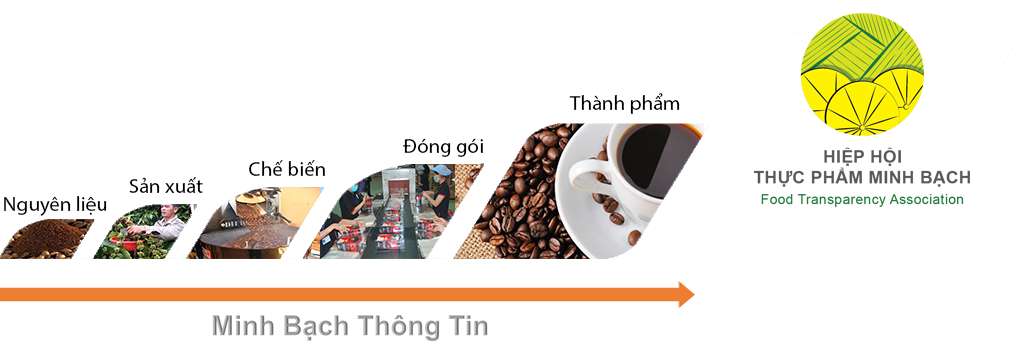 Nguyên liệu
Sản xuất
Chế biến
Đóng gói
Thành phẩm
Minh Bạch Thông Tin
HIỆP HỘI
THỰC PHẨM MINH BẠCH
Food Transparency Association